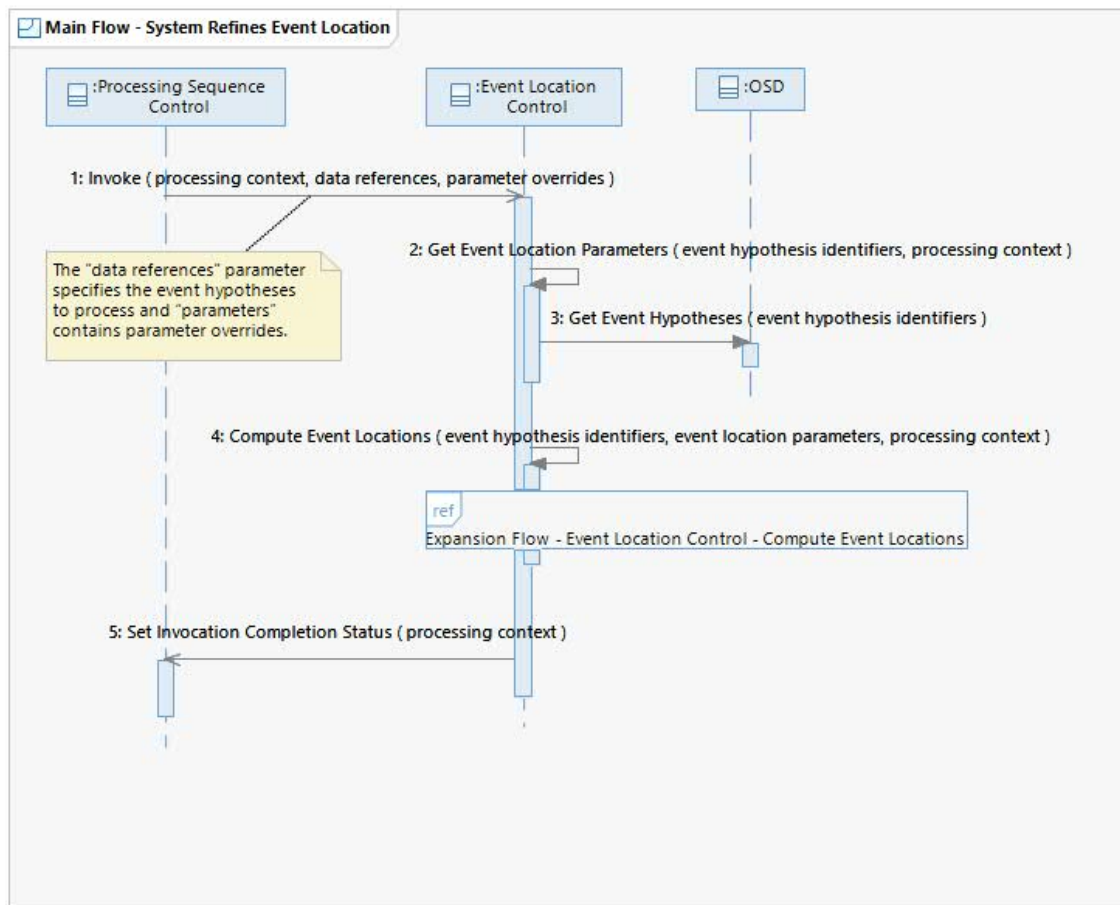 Main Flow - System Refines Event Location
:Processing Sequence
Control
:Event Location
Control
:OSD
1: Invoke ( processing context, data references, parameter overrides )
2: Get Event Location Parameters ( event hypothesis identifiers, processing context )
The "data references" parameter
specifies the event hypotheses
to process and "parameters"
contains parameter overrides.
3: Get Event Hypotheses ( event hypothesis identifiers )
4: Compute Event Locations ( event hypothesis identifiers, event location parameters, processing context )
ref
Expansion Flow - Event Location Control - Compute Event Locations
5: Set Invocation Completion Status ( processing context )